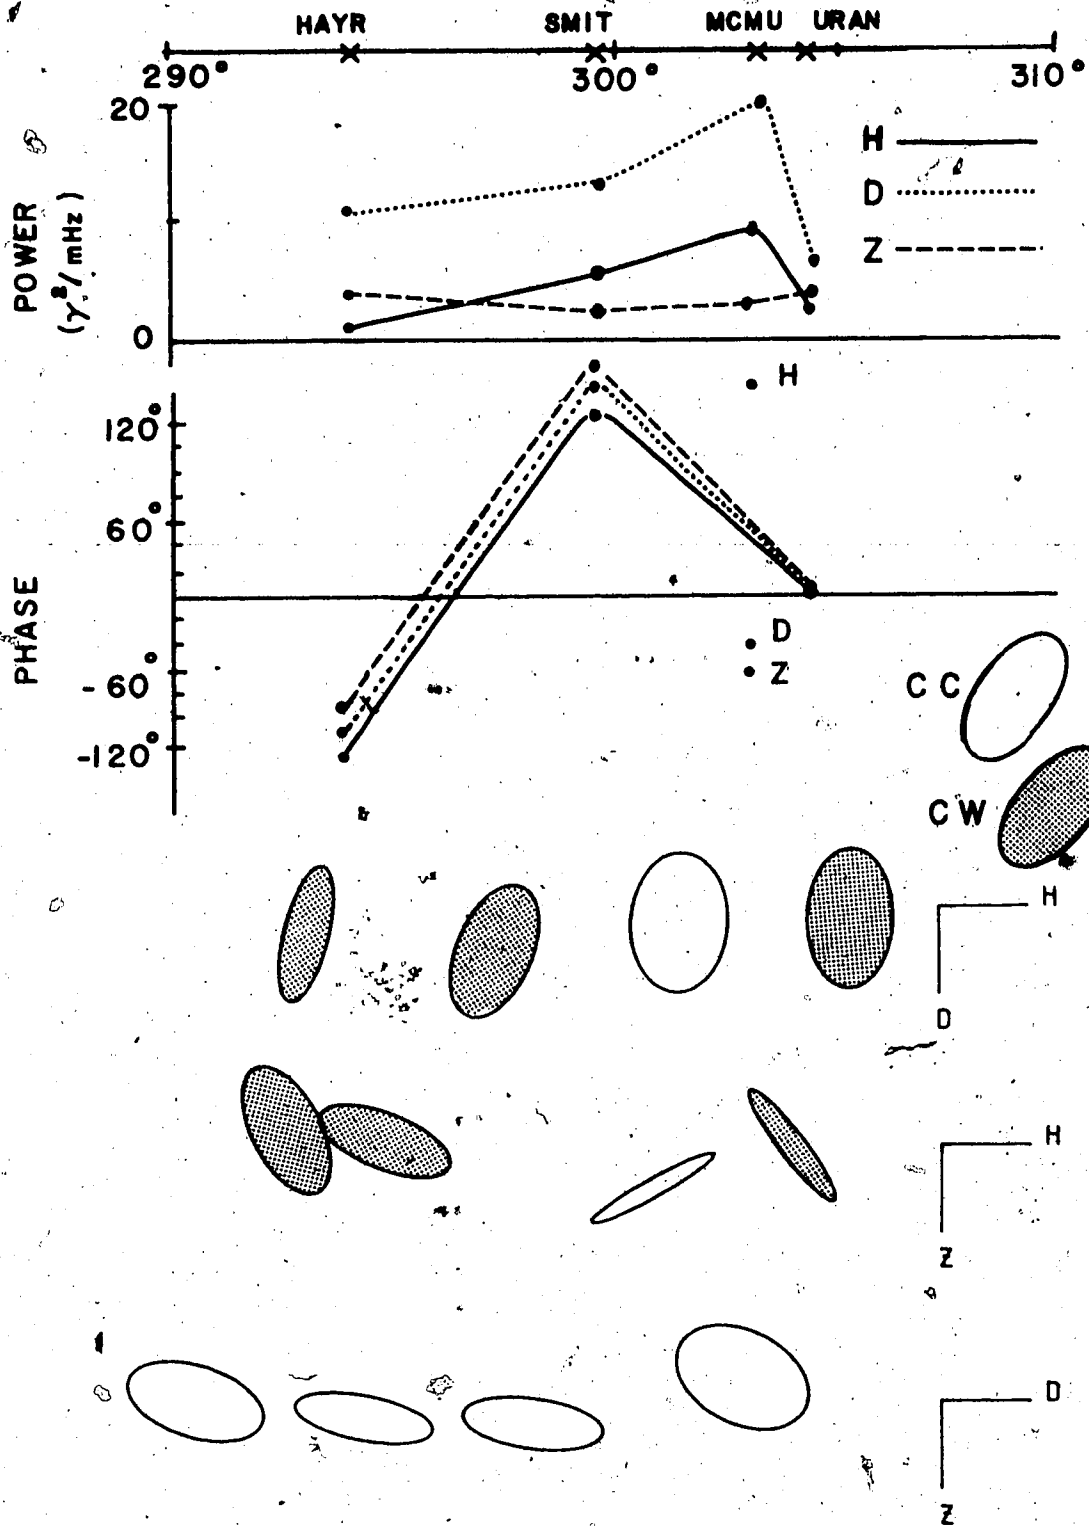 HAYR SMIT MCMU URAN
290° 300° 310°
20
0
POWER
(γ²/mHz)
H
D
Z
H
120°
60°
-60°
-120°
PHASE
D
Z
CC
CW
H
D
H
Z
D
Z